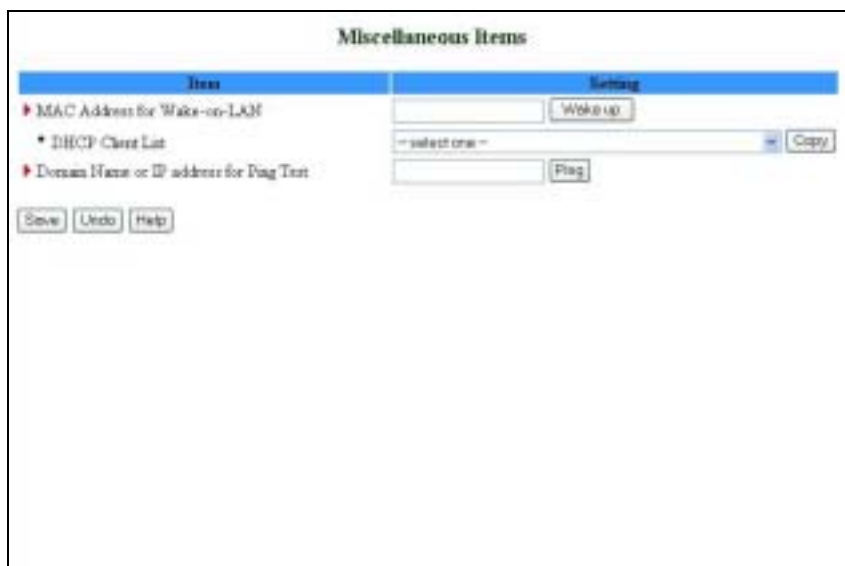 Miscellaneous Items
Item Setting
MAC Address for Wake-on-LAN Wake up
DHCP Client List -- select one -- Copy
Domain Name or IP address for Ping Test Ping
Save Undo Help